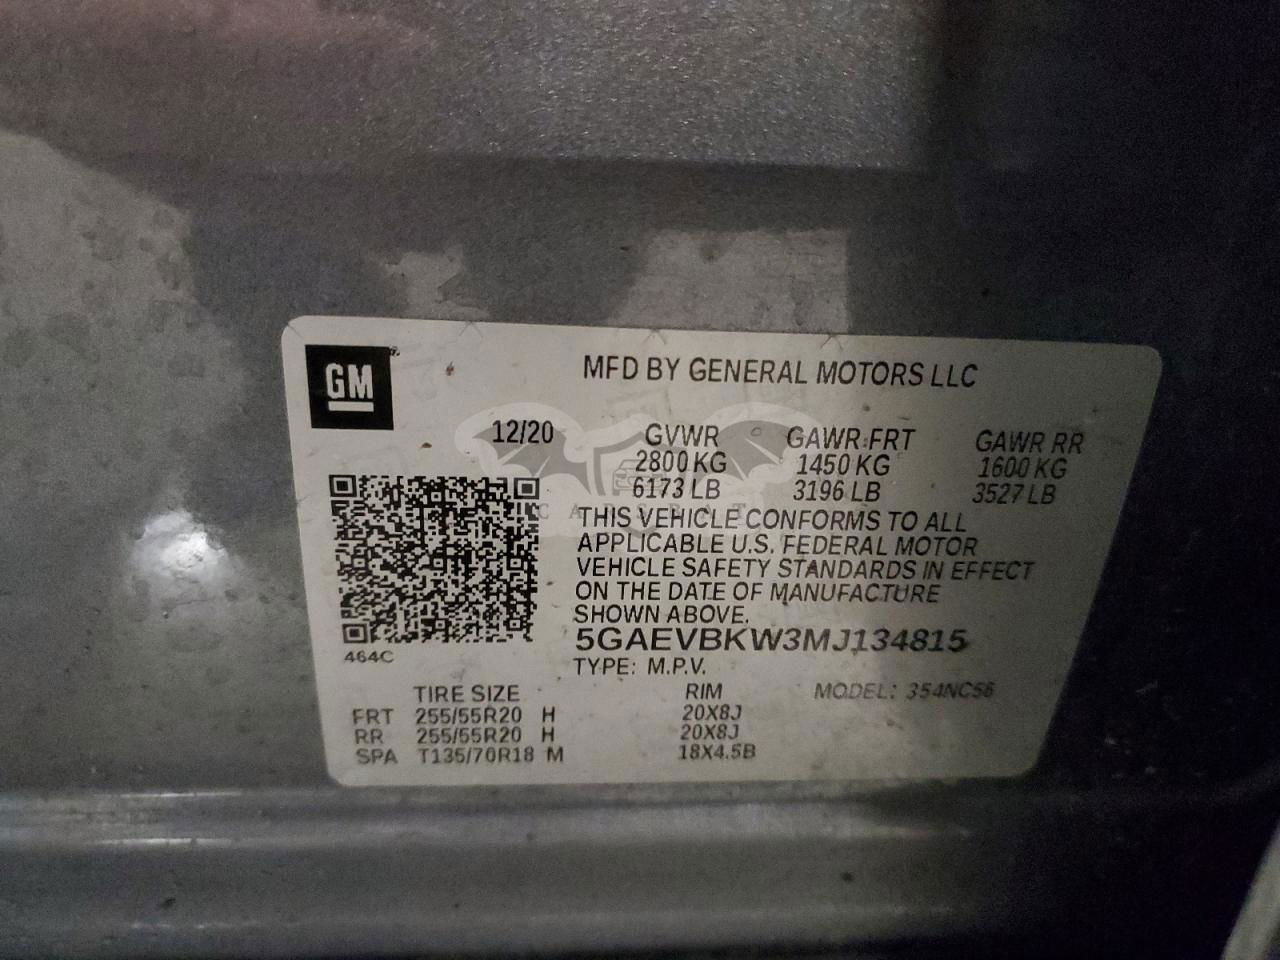 GM
MFD BY GENERAL MOTORS LLC
12/20 GVWR GAWR FRT GAWR RR
2800 KG 1450 KG 1600 KG
6173 LB 3196 LB 3527 LB
THIS VEHICLE CONFORMS TO ALL
APPLICABLE U.S. FEDERAL MOTOR
VEHICLE SAFETY STANDARDS IN EFFECT
ON THE DATE OF MANUFACTURE
SHOWN ABOVE.
5GAEVBKW3MJ134815
464C
TYPE: M.P.V.
TIRE SIZE RIM MODEL: 354NC56
FRT 255/55R20 H 20X8J
RR 255/55R20 H 20X8J
SPA T135/70R18 M 18X4.5B